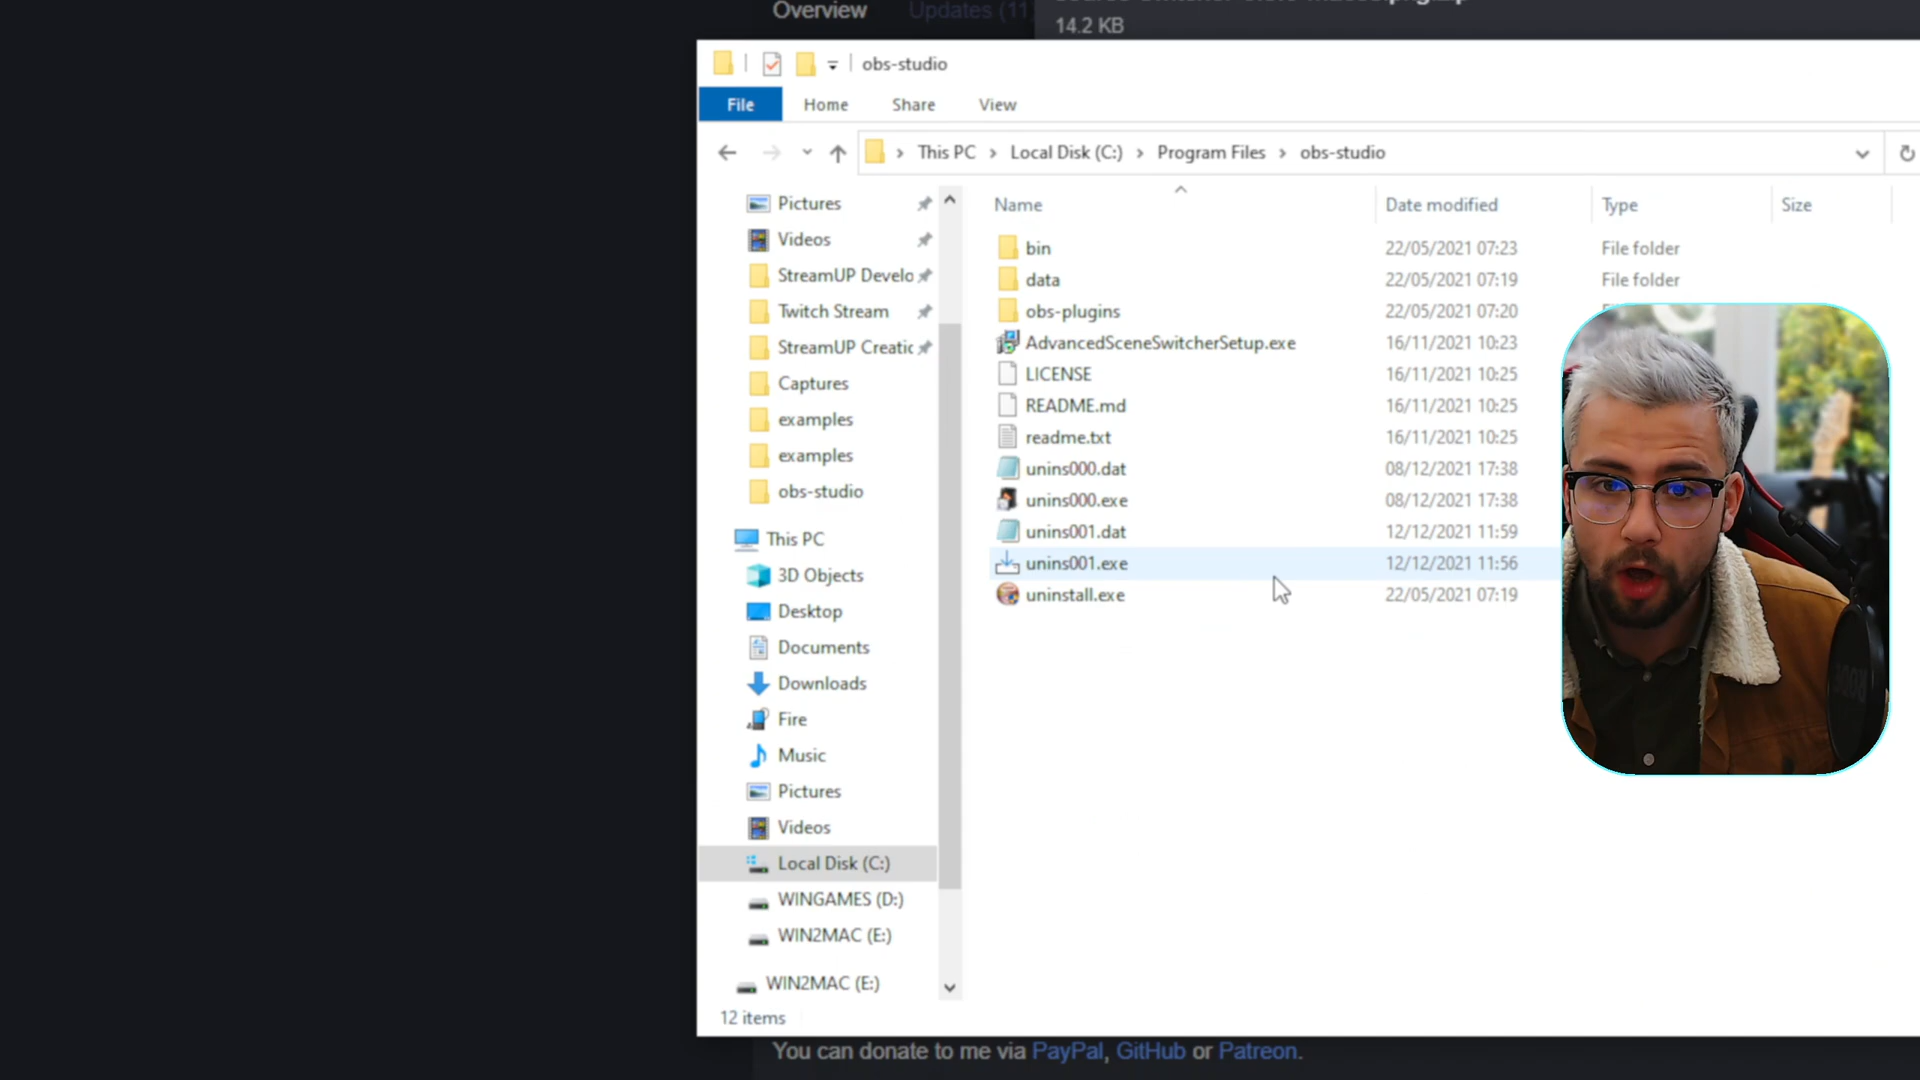 Overview Updates (11
14.2 KB
obs-studio
File Home Share View
This PC Local Disk (C:) Program Files obs-studio
Name Date modified Type Size
Pictures
Videos
StreamUP Develo
Twitch Stream
StreamUP Creatic
Captures
examples
examples
obs-studio
This PC
3D Objects
Desktop
Documents
Downloads
Fire
Music
Pictures
Videos
Local Disk (C:)
WINGAMES (D:)
WIN2MAC (E:)
WIN2MAC (E:)
bin 22/05/2021 07:23 File folder
data 22/05/2021 07:19 File folder
obs-plugins 22/05/2021 07:20
AdvancedSceneSwitcherSetup.exe 16/11/2021 10:23
LICENSE 16/11/2021 10:25
README.md 16/11/2021 10:25
readme.txt 16/11/2021 10:25
unins000.dat 08/12/2021 17:38
unins000.exe 08/12/2021 17:38
unins001.dat 12/12/2021 11:59
unins001.exe 12/12/2021 11:56
uninstall.exe 22/05/2021 07:19
12 items
You can donate to me via PayPal, GitHub or Patreon.